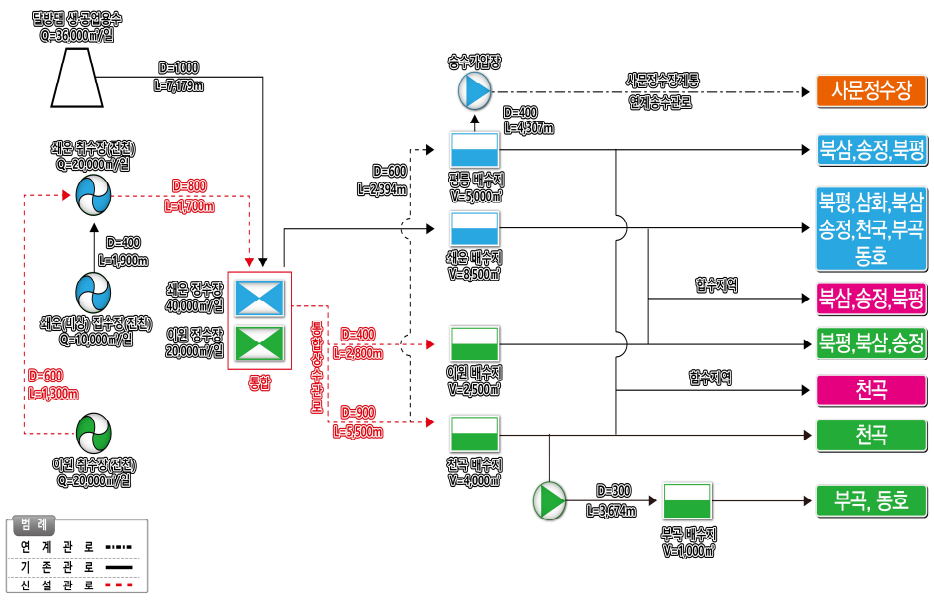 달방댐 생·공업용수
Q=36,000㎥/일
D=1000
L=7,179m
송수가압장
사문정수장계통
연계송수관로
사문정수장
D=400
L=4,307m
쇄운 취수장(전천)
Q=20,000㎥/일
D=600
L=2,394m
북삼,송정,북평
평릉 배수지
V=5,000㎥
D=800
L=1,700m
북평,삼화,북삼
송정,천곡,부곡
동호
D=400
L=1,900m
쇄운 배수지
V=8,500㎥
쇄운 정수장
40,000㎥/일
합수지역
북삼,송정,북평
쇄운(비상) 집수장(전천)
Q=10,000㎥/일
이원 정수장
20,000㎥/일
통합
통합송수관로
D=400
L=2,800m
북평,북삼,송정
이원 배수지
V=2,500㎥
합수지역
천곡
D=600
L=1,300m
D=900
L=5,500m
천곡
이원 취수장(전천)
Q=20,000㎥/일
천곡 배수지
V=4,000㎥
D=300
L=3,674m
부곡, 동호
부곡 배수지
V=1,000㎥
범 례
연 계 관 로
기 존 관 로
신 설 관 로